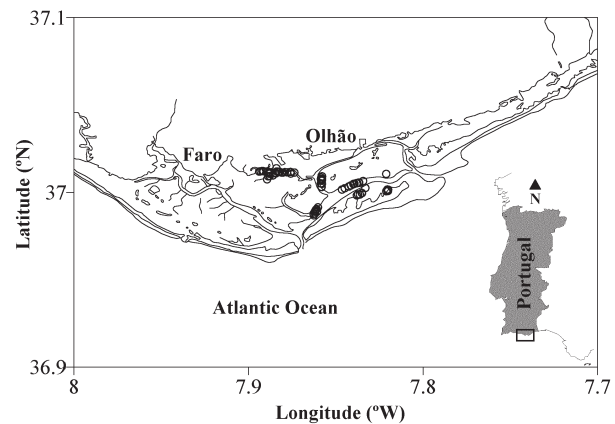 37.1
Olhão
Faro
37
Latitude (ºN)
N
Portugal
Atlantic Ocean
36.9
8
7.9
7.8
7.7
Longitude (ºW)